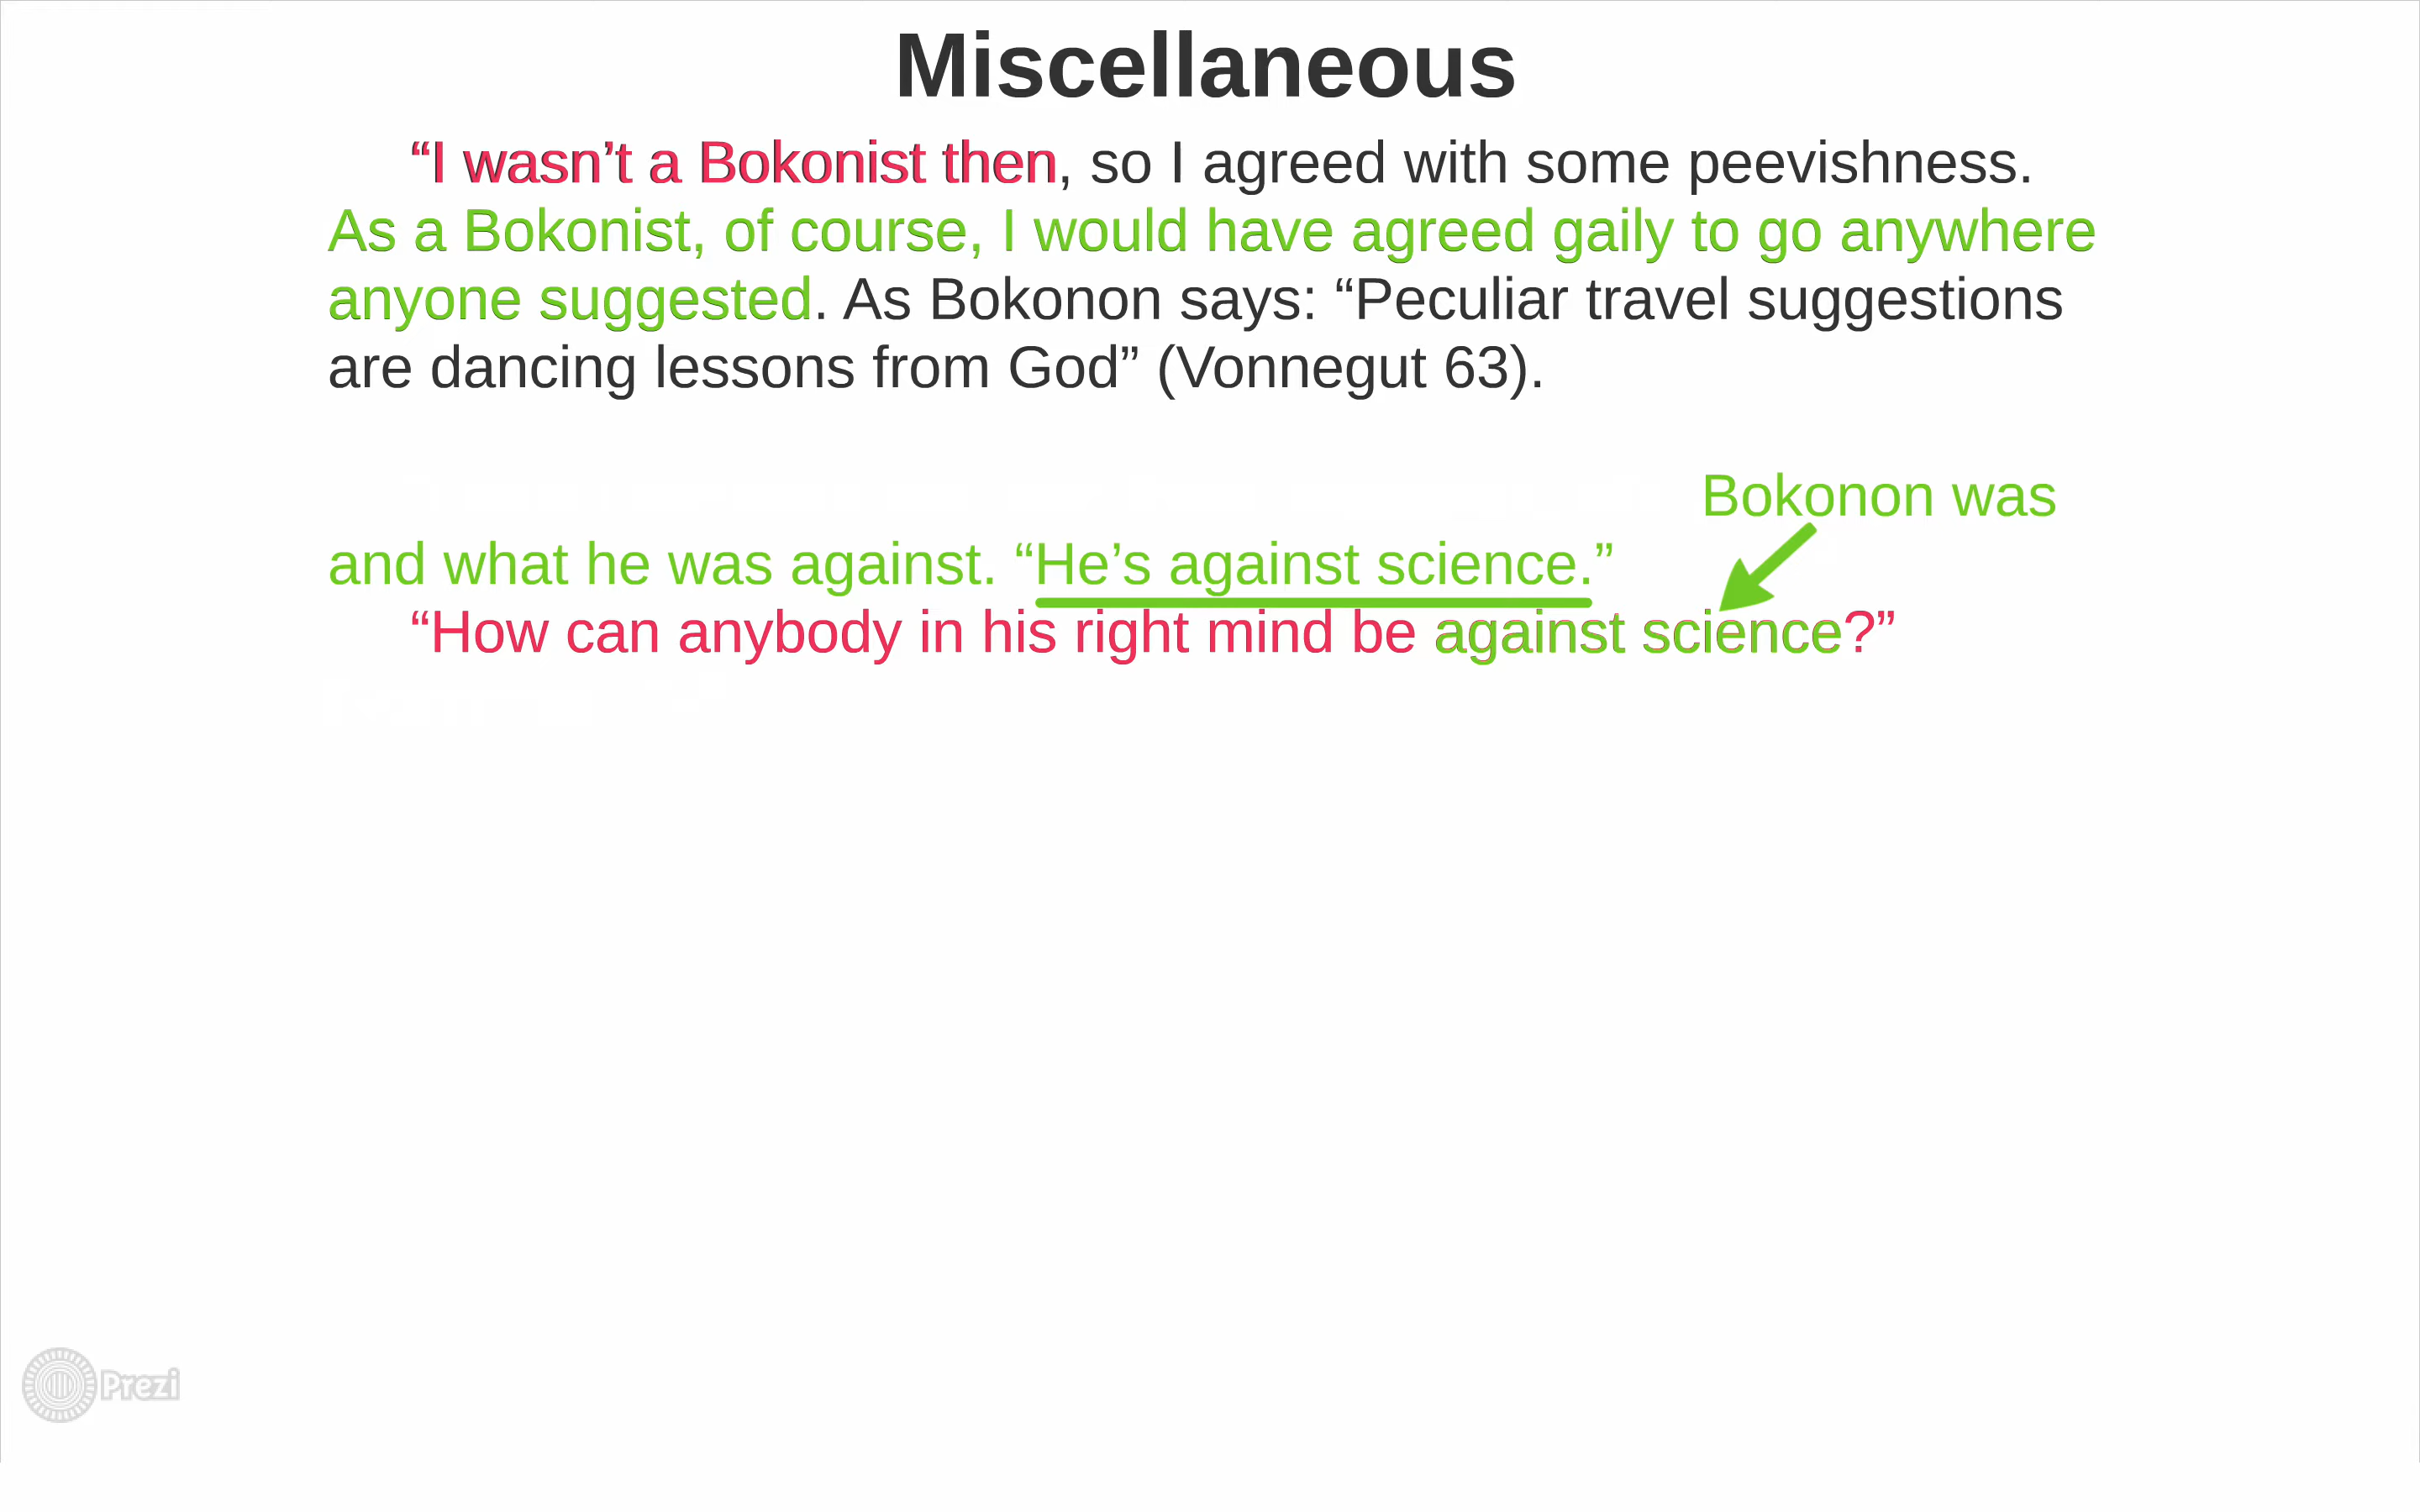 Miscellaneous
“I wasn’t a Bokonist then, so I agreed with some peevishness.
As a Bokonist, of course, I would have agreed gaily to go anywhere
anyone suggested. As Bokonon says: “Peculiar travel suggestions
are dancing lessons from God” (Vonnegut 63).
Bokonon was
and what he was against. “He’s against science.”
“How can anybody in his right mind be against science?”
Prezi